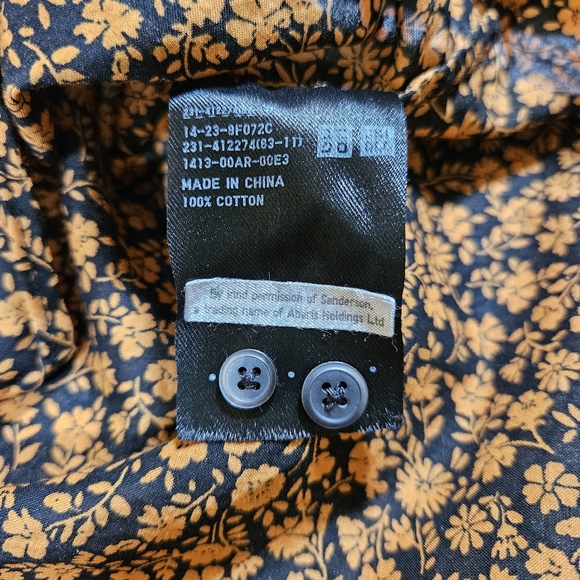 14-23-9F072C
231-412274(63-11)
1413-00AR-00E3
MADE IN CHINA
100% COTTON
By kind permission of Sanderson,
a trading name of Abaris Holdings Ltd